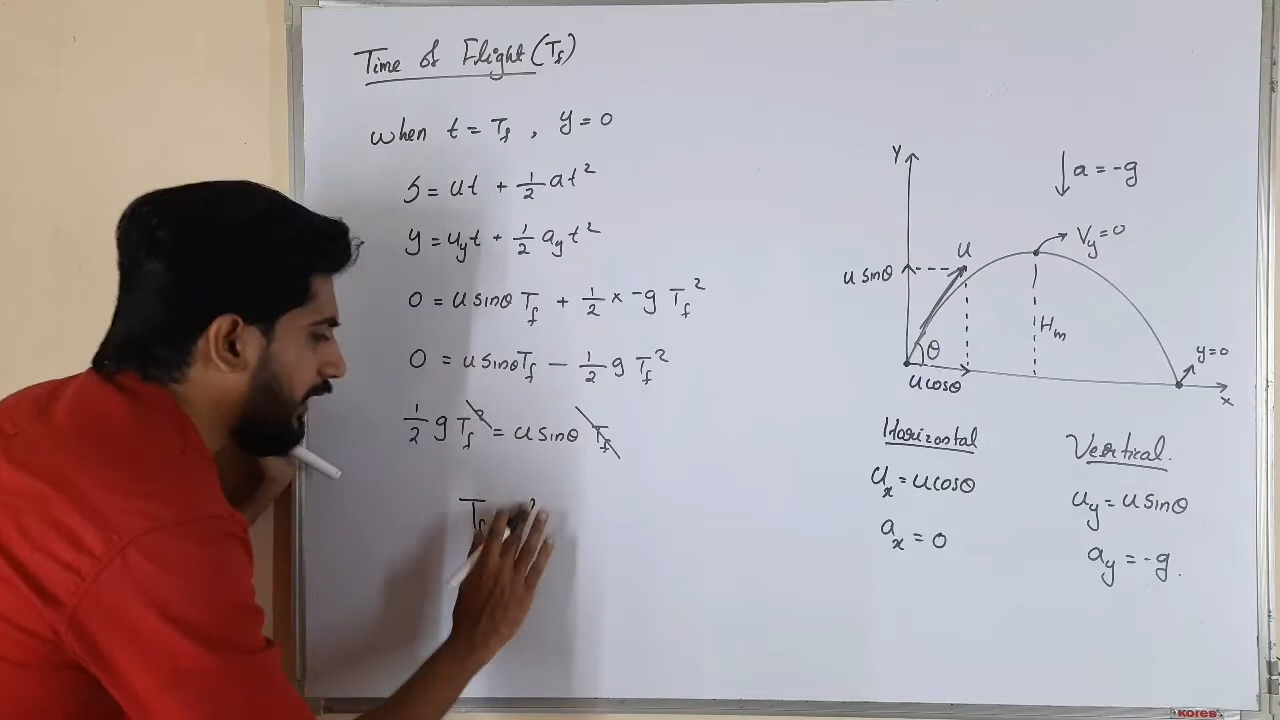 Time of Flight (T_f)
when t = T_f , y = 0
S = ut + 1/2 at²
y = u_y t + 1/2 a_y t²
0 = u sinθ T_f + 1/2 × -g T_f²
0 = u sinθ T_f - 1/2 g T_f²
1/2 g T_f² = u sinθ T_f
T_f
Y
a = -g
V_y = 0
u
u sinθ
H_m
θ
y = 0
u cosθ
x
Horizontal
u_x = u cosθ
a_x = 0
Vertical.
u_y = u sinθ
a_y = -g.
KORES